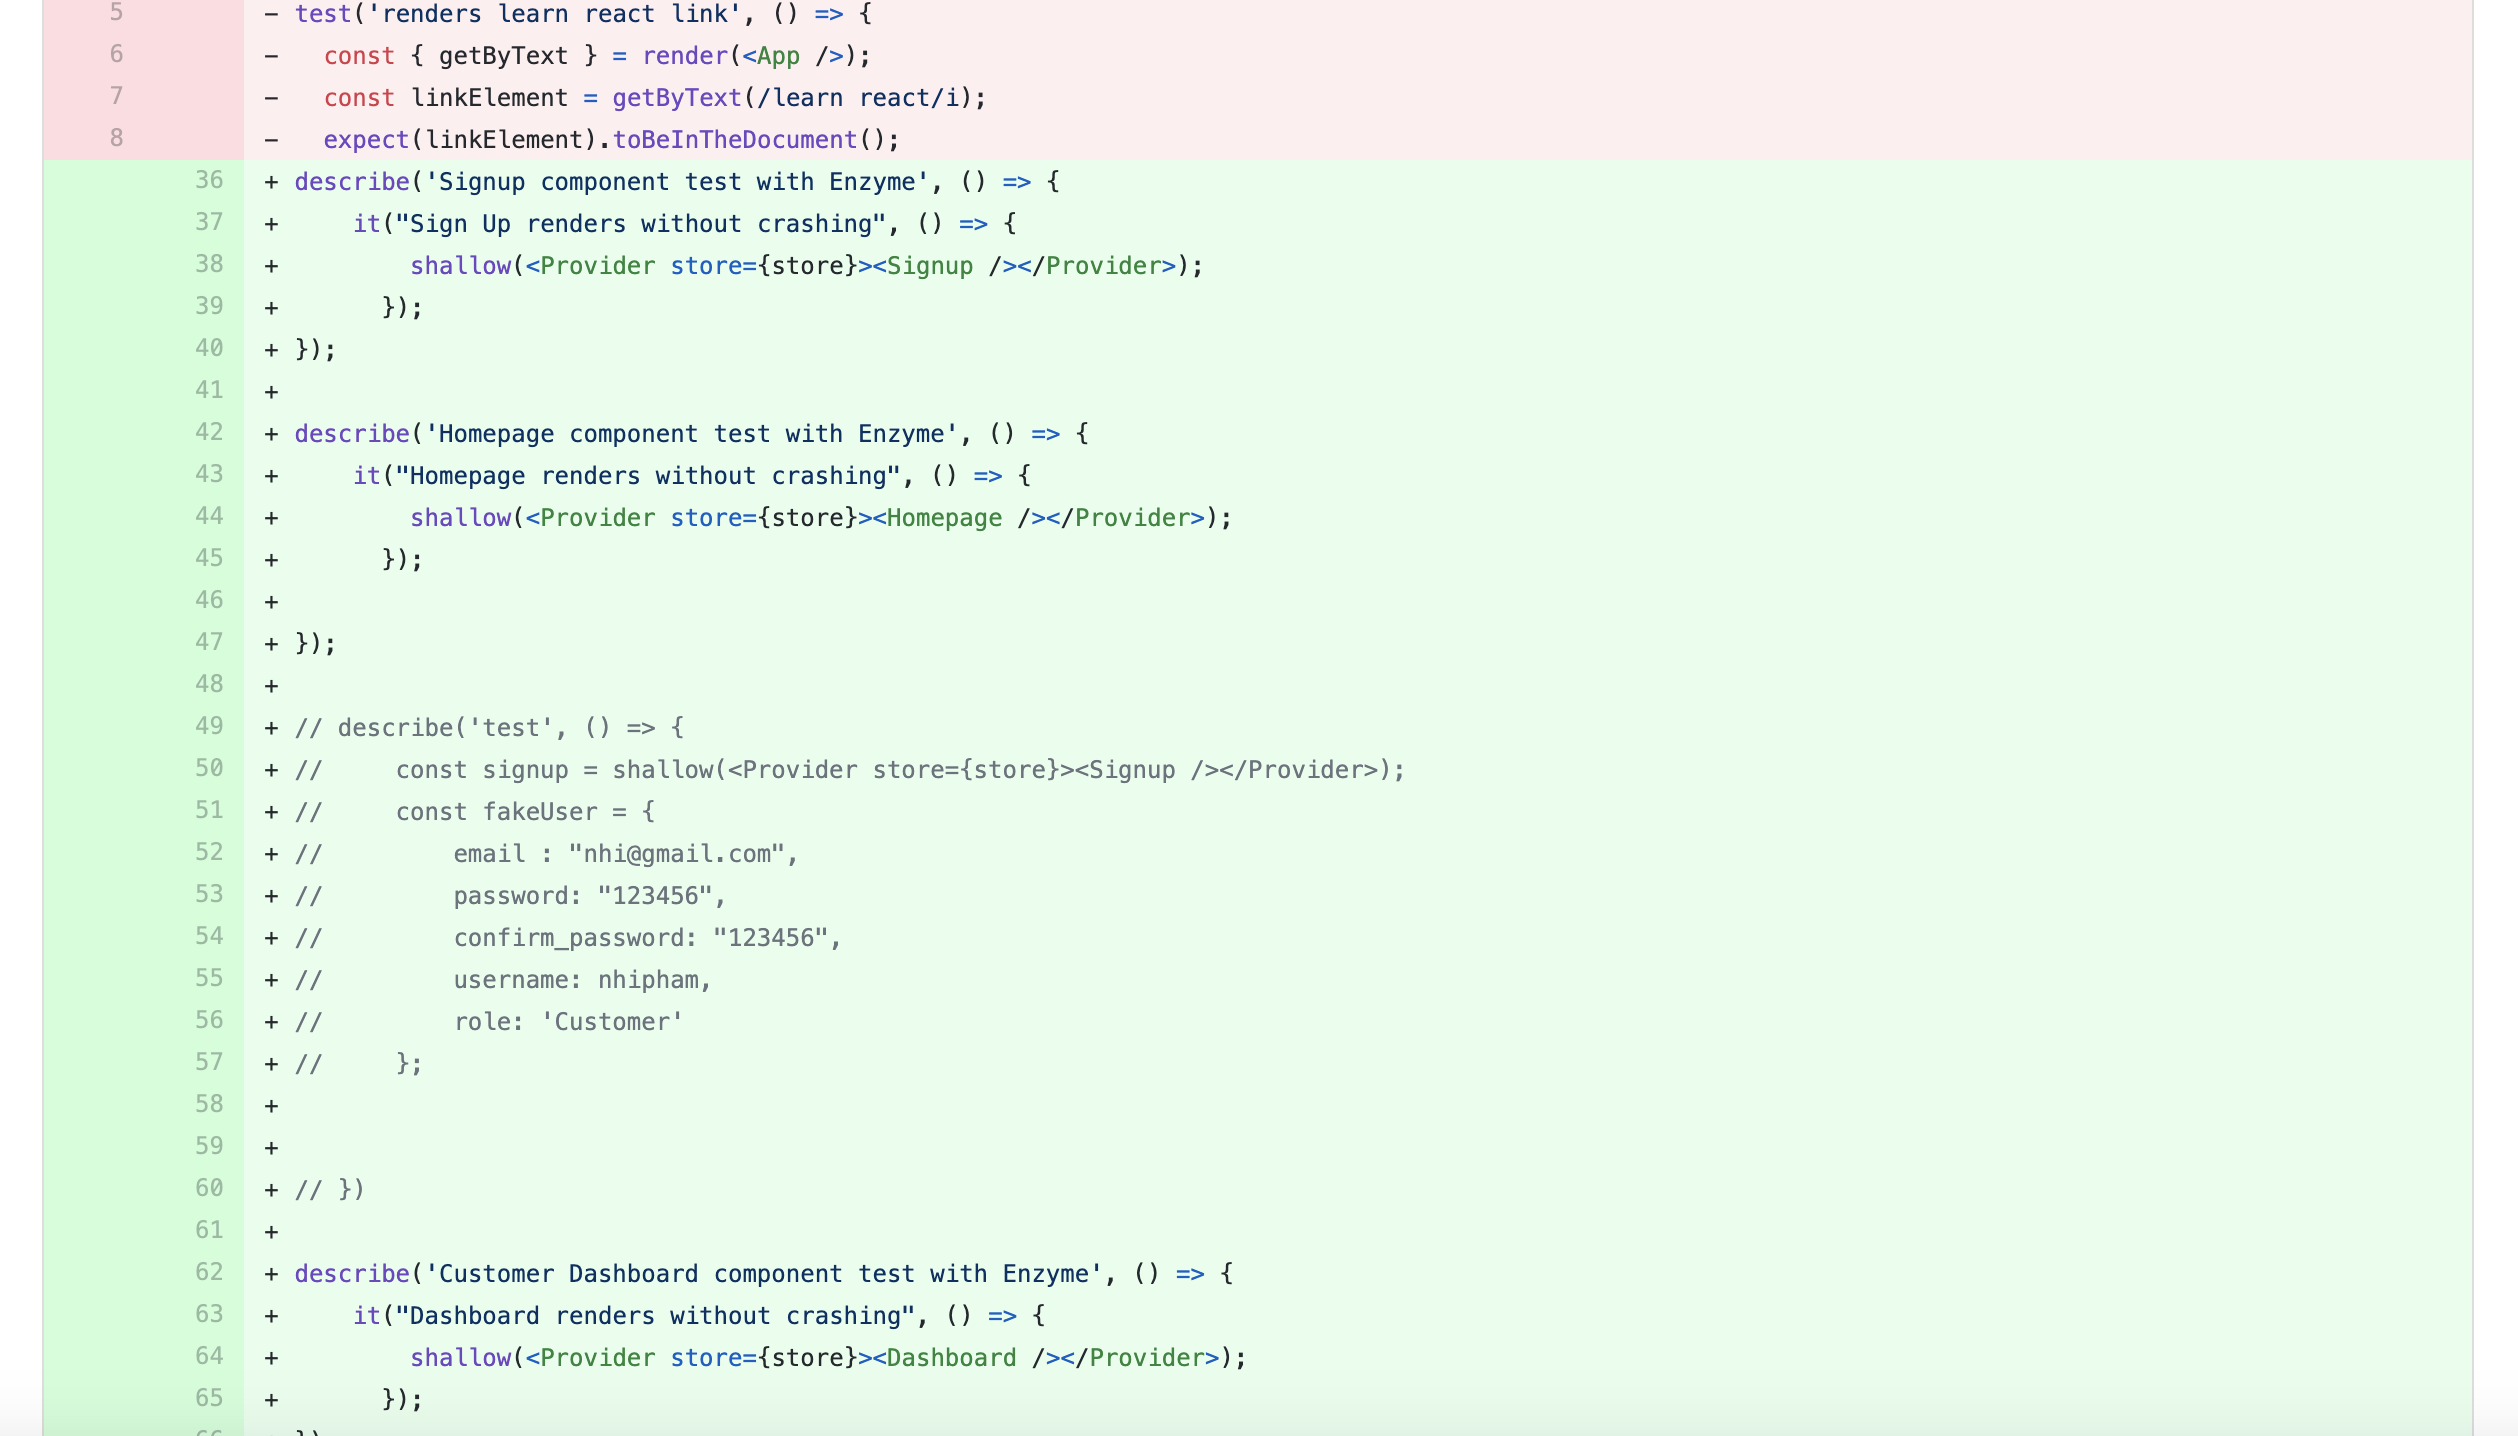 5 - test('renders learn react link', () => {
6 -   const { getByText } = render(<App />);
7 -   const linkElement = getByText(/learn react/i);
8 -   expect(linkElement).toBeInTheDocument();
36 + describe('Signup component test with Enzyme', () => {
37 +     it("Sign Up renders without crashing", () => {
38 +         shallow(<Provider store={store}><Signup /></Provider>);
39 +       });
40 + });
41 +
42 + describe('Homepage component test with Enzyme', () => {
43 +     it("Homepage renders without crashing", () => {
44 +         shallow(<Provider store={store}><Homepage /></Provider>);
45 +       });
46 +
47 + });
48 +
49 + // describe('test', () => {
50 + //     const signup = shallow(<Provider store={store}><Signup /></Provider>);
51 + //     const fakeUser = {
52 + //         email : "nhi@gmail.com",
53 + //         password: "123456",
54 + //         confirm_password: "123456",
55 + //         username: nhipham,
56 + //         role: 'Customer'
57 + //     };
58 +
59 +
60 + // })
61 +
62 + describe('Customer Dashboard component test with Enzyme', () => {
63 +     it("Dashboard renders without crashing", () => {
64 +         shallow(<Provider store={store}><Dashboard /></Provider>);
65 +       });